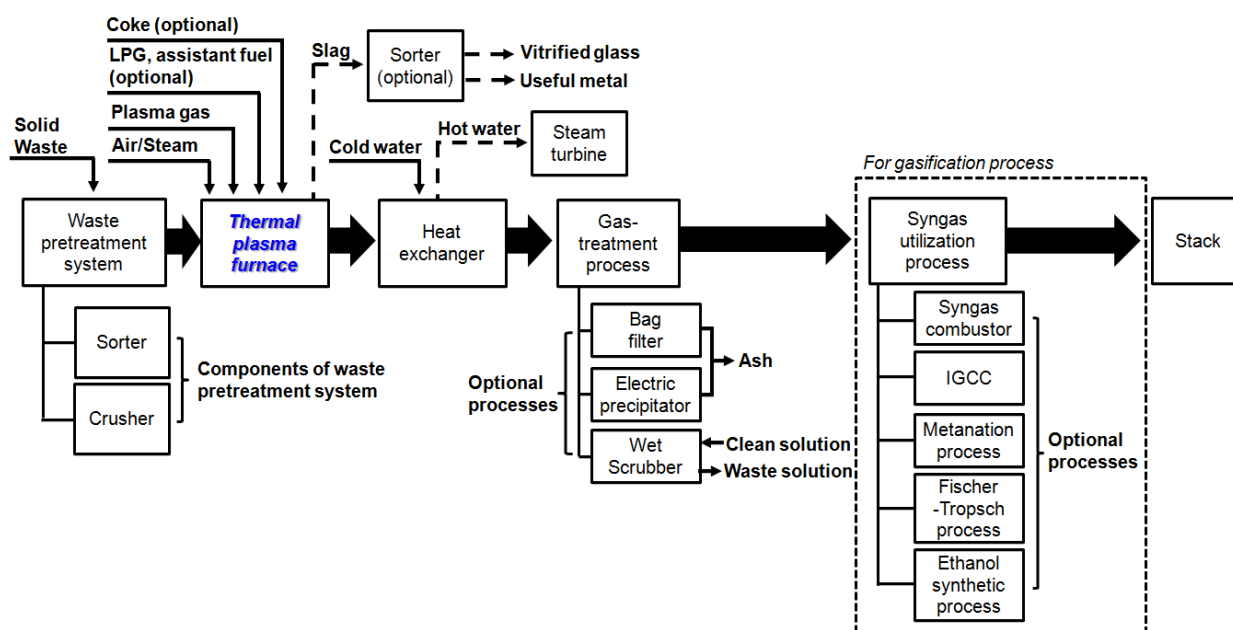 Coke (optional)
LPG, assistant fuel
(optional)
Plasma gas
Air/Steam
Solid
Waste
Slag
Sorter
(optional)
Vitrified glass
Useful metal
Cold water
Hot water
Steam
turbine
For gasification process
Waste
pretreatment
system
Thermal
plasma
furnace
Heat
exchanger
Gas-
treatment
process
Syngas
utilization
process
Stack
Sorter
Crusher
Components of waste
pretreatment system
Optional
processes
Bag
filter
Electric
precipitator
Wet
Scrubber
Ash
Clean solution
Waste solution
Syngas
combustor
IGCC
Metanation
process
Fischer
-Tropsch
process
Ethanol
synthetic
process
Optional
processes